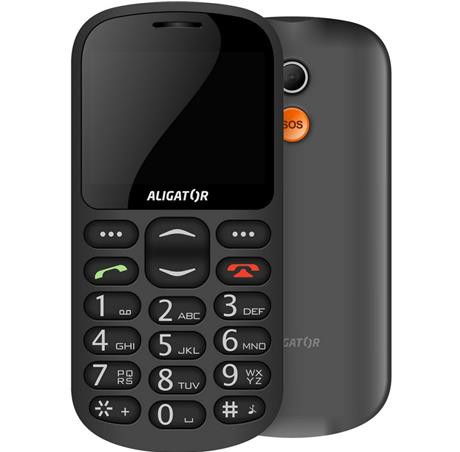 ALIGATOR
SOS
1
2 ABC
3 DEF
4 GHI
5 JKL
6 MNO
7 PQRS
8 TUV
9 WXYZ
* +
0
#
ALIGATOR